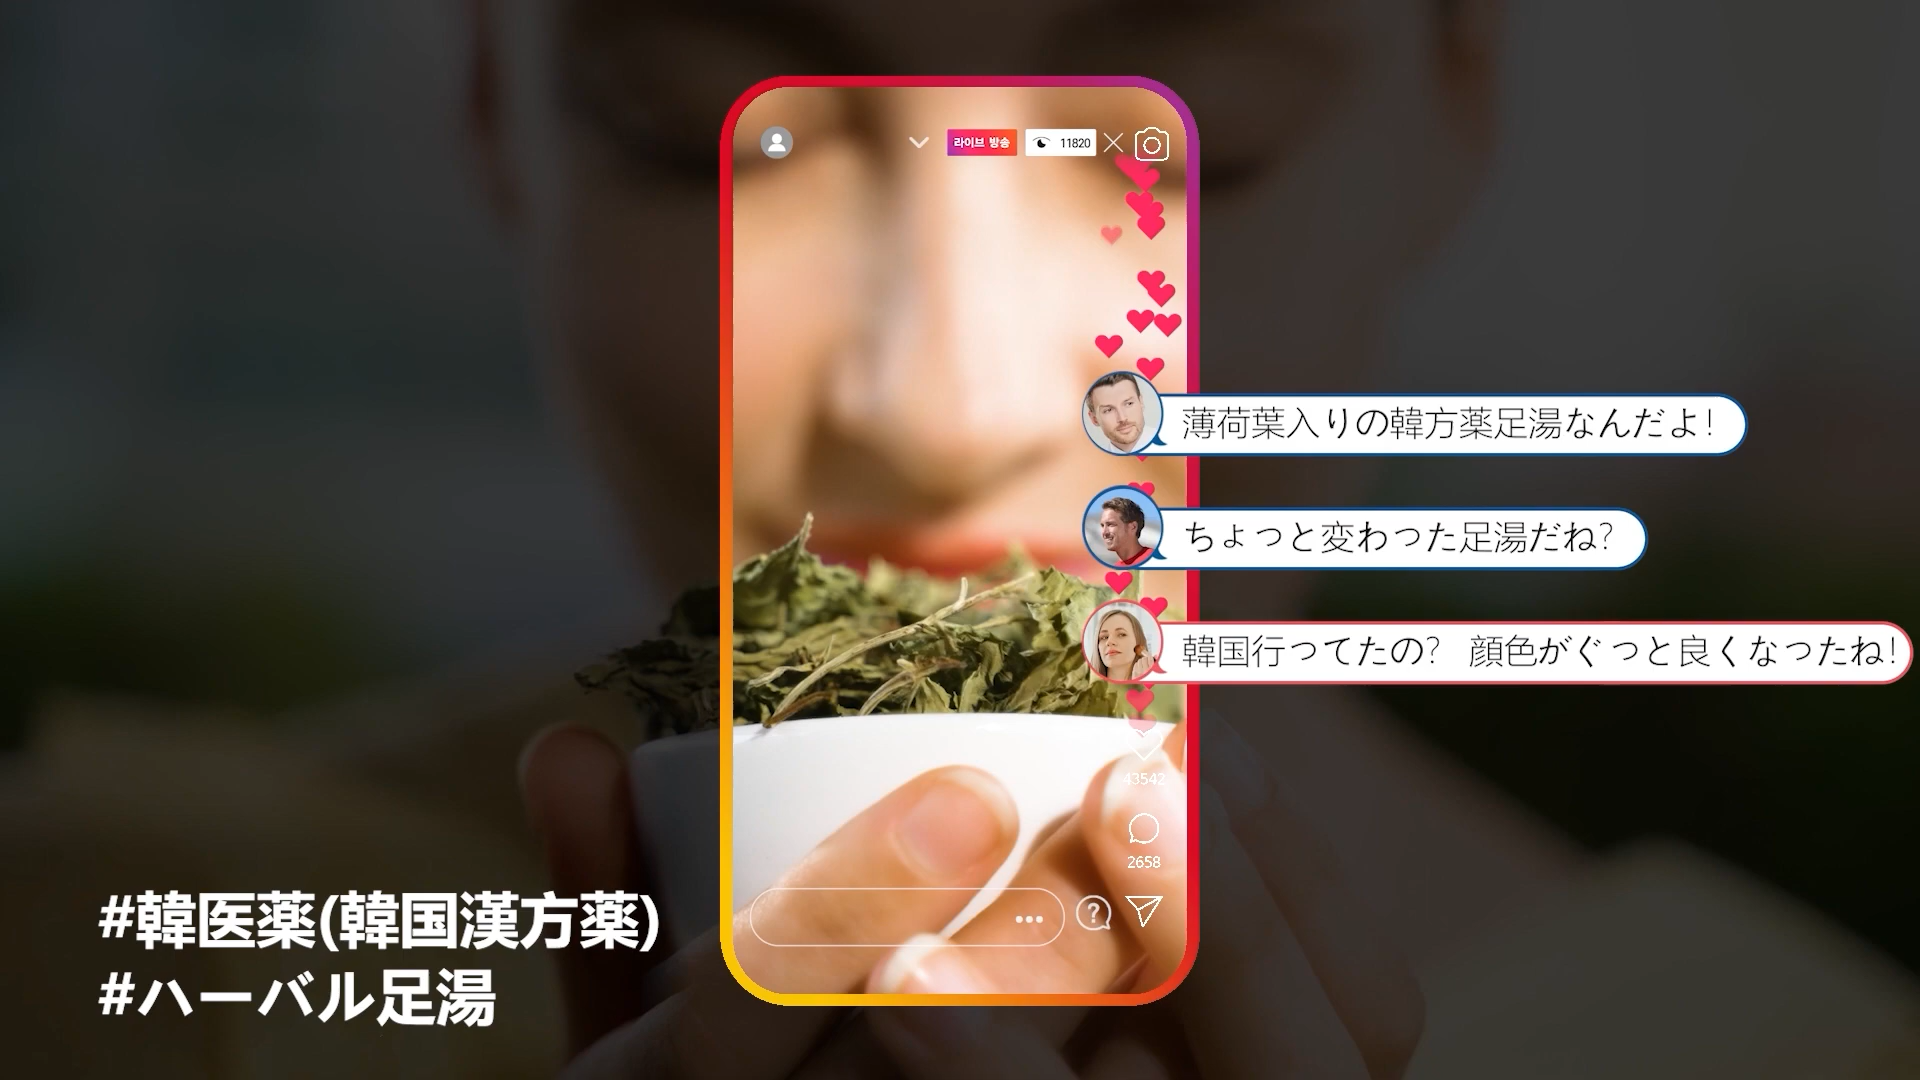 라이브 방송
11820
薄荷葉入りの韓方薬足湯なんだよ!
ちょっと変わった足湯だね?
韓国行ってたの? 顔色がぐっと良くなったね!
43542
2658
#韓医薬(韓国漢方薬)
#ハーバル足湯